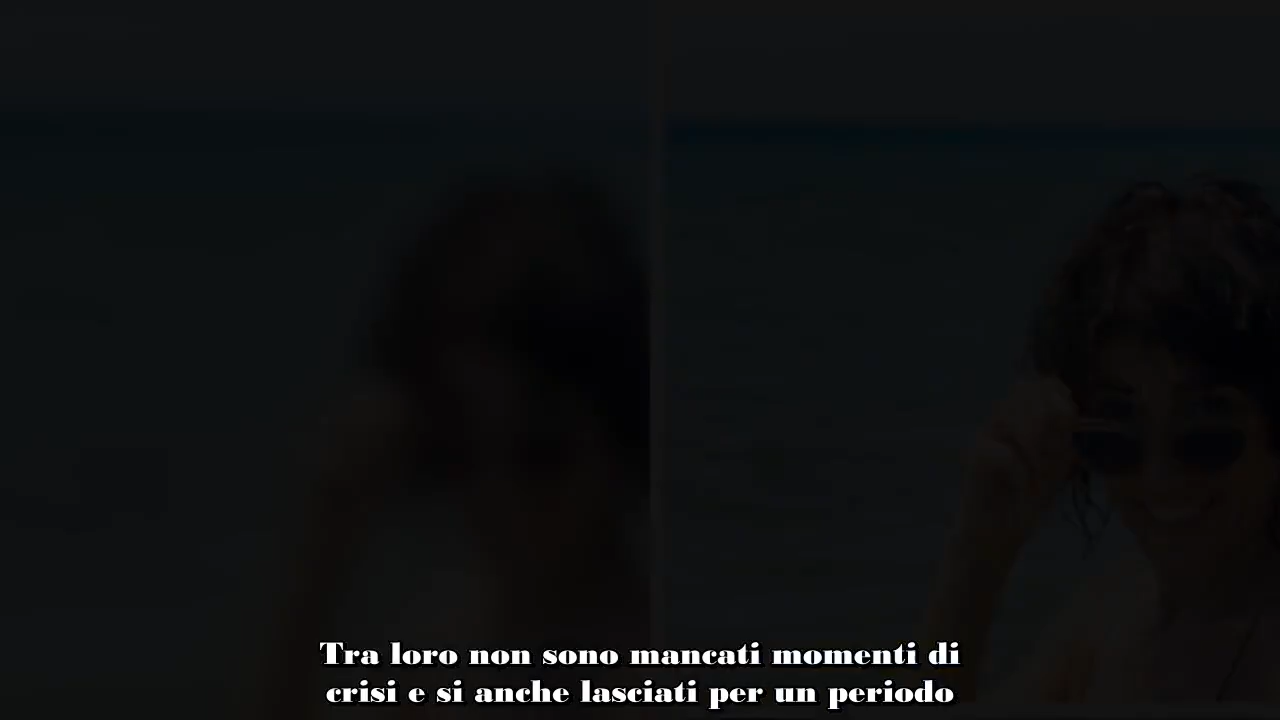 Tra loro non sono mancati momenti di
crisi e si anche lasciati per un periodo